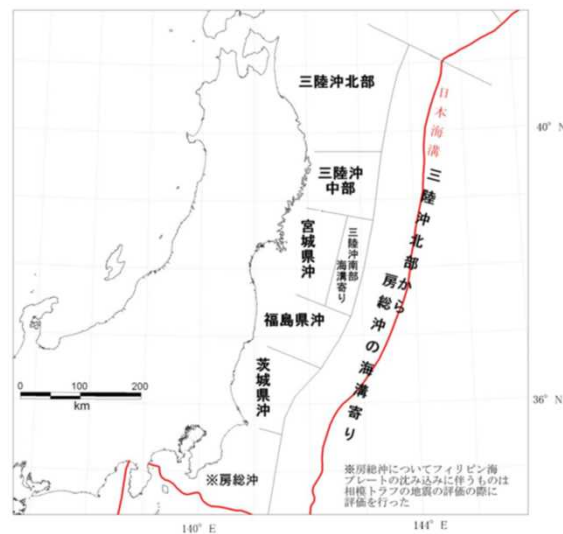 三陸沖北部
40° N
日本海溝
三陸沖
中部
三陸沖北部から
房総沖の海溝寄り
宮城県沖
三陸沖南部
海溝寄り
福島県沖
茨城県沖
0 100 200
km
36° N
※房総沖
※房総沖についてフィリピン海
プレートの沈み込みに伴うものは
相模トラフの地震の評価の際に
評価を行った
140° E
144° E